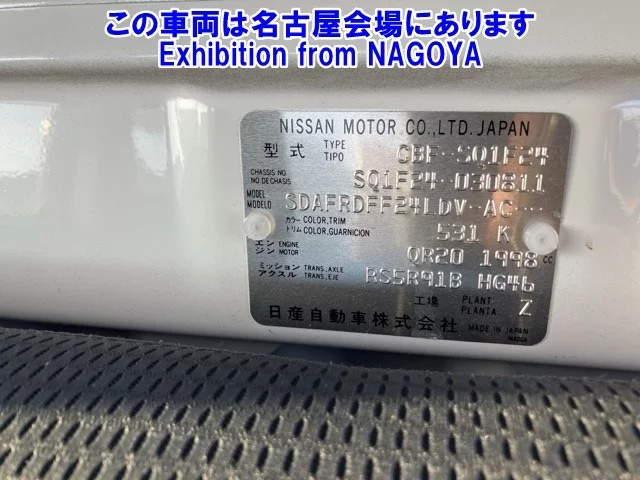 この車両は名古屋会場にあります
Exhibition from NAGOYA
NISSAN MOTOR CO.,LTD. JAPAN
型式 TYPE TIPO CBF-SQ1F24
CHASSIS NO. CHASSIS NO. SQ1F24-030811
MODEL MODELO SDAFRDFF24LDV-AC---
カラー COLOR,TRIM
トリム COLOR,GUARNICION 531 K
エンジン ENGINE MOTOR QR20 1998 CC
ミッション TRANS.,AXLE
アクスル TRANS.,EJE RS5R91B HG46
工場 PLANT PLANTA Z
日産自動車株式会社 MADE IN JAPAN